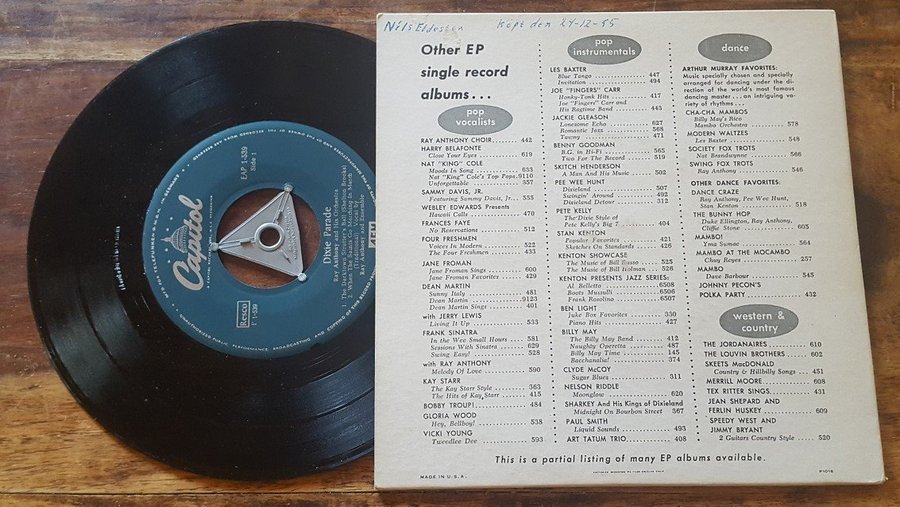 Nils Eldesten Köpt den 24-12-55
Other EP
single record
albums...
pop
vocalists
RAY ANTHONY CHOIR 442
HARRY BELAFONTE
Close Your Eyes 619
NAT "KING" COLE
Moods In Song 633
Nat "King" Cole's Top Pops 9110
Unforgettable 357
SAMMY DAVIS, JR.
Featuring Sammy Davis, Jr. 555
WEBLEY EDWARDS Presents
Hawaii Calls 470
FRANCES FAYE
No Reservations 512
FOUR FRESHMEN
Voices In Modern 522
The Four Freshmen 433
JANE FROMAN
Jane Froman Sings 600
Jane Froman Favorites 429
DEAN MARTIN
Sunny Italy 481
Dean Martin 9123
Dean Martin Sings 401
with JERRY LEWIS
Living It Up 533
FRANK SINATRA
In the Wee Small Hours 581
Sessions With Sinatra 629
Swing Easy! 528
with RAY ANTHONY
Melody Of Love 590
KAY STARR
The Kay Starr Style 363
The Hits of Kay Starr 415
BOBBY TROUP! 484
GLORIA WOOD
Hey, Bellboy! 538
VICKI YOUNG
Tweedlee Dee 593
pop
instrumentals
LES BAXTER
Blue Tango 447
Invitation 494
JOE "FINGERS" CARR
Honky-Tonk Hits 417
Joe "Fingers" Carr and
His Ragtime Band 443
JACKIE GLEASON
Lonesome Echo 627
Romantic Jazz 568
Tawny 471
BENNY GOODMAN
B.G. in Hi-Fi 565
Two For The Record 519
SKITCH HENDERSON
A Man And His Music 502
PEE WEE HUNT
Dixieland 507
Swingin' Around 492
Dixieland Detour 312
PETE KELLY
The Dixie Style of
Pete Kelly's Big 7 404
STAN KENTON
Popular Favorites 421
Sketches On Standards 426
KENTON SHOWCASE
The Music of Bill Russo 525
The Music of Bill Holman 526
KENTON PRESENTS JAZZ SERIES:
Al Belletto 6506
Boots Mussulli 6506
Frank Rosolino 6507
BEN LIGHT
Juke Box Favorites 330
Piano Hits 427
BILLY MAY
The Billy May Band 412
Naughty Operetta 487
Billy May Time 145
Bacchanalia! 374
CLYDE McCOY
Sugar Blues 311
NELSON RIDDLE
Moonglow 620
SHARKEY And His Kings of Dixieland
Midnight On Bourbon Street 367
PAUL SMITH
Liquid Sounds 493
ART TATUM TRIO 408
dance
ARTHUR MURRAY FAVORITES:
Music specially chosen and specially
arranged for dancing under the di-
rection of the world's most famous
dancing master...an intriguing va-
riety of rhythms...
CHA-CHA MAMBOS
Billy May's Rico
Mambo Orchestra 578
MODERN WALTZES
Les Baxter 548
SOCIETY FOX TROTS
Nat Brandwynne 566
SWING FOX TROTS
Ray Anthony 546
OTHER DANCE FAVORITES:
DANCE CRAZE
Ray Anthony, Pee Wee Hunt,
Stan Kenton 518
THE BUNNY HOP
Duke Ellington, Ray Anthony,
Cliffie Stone 605
MAMBO!
Yma Sumac 564
MAMBO AT THE MOCAMBO
Chuy Reyes 257
MAMBO
Dave Barbour 545
JOHNNY PECON'S
POLKA PARTY 432
western &
country
THE JORDANAIRES 610
THE LOUVIN BROTHERS 602
SKEETS MacDONALD
Country & Hillbilly Songs 451
MERRILL MOORE 608
TEX RITTER SINGS 431
JEAN SHEPARD AND
FERLIN HUSKEY 609
SPEEDY WEST AND
JIMMY BRYANT
2 Guitars Country Style 520
This is a partial listing of many EP albums available.
MADE IN U.S.A.
P1016
Capitol
EAP 1-539
Side 1
Resco
F 1-539
Dixie Parade
Ray Anthony and his Orchestra